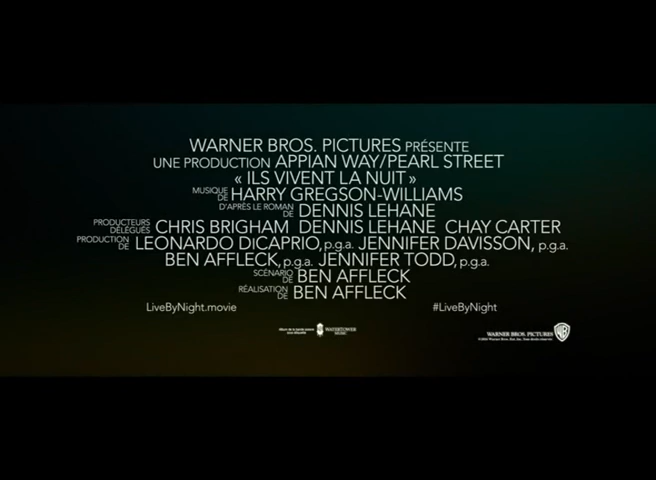 WARNER BROS. PICTURES PRÉSENTE
UNE PRODUCTION APPIAN WAY/PEARL STREET
« ILS VIVENT LA NUIT »
MUSIQUE DE HARRY GREGSON-WILLIAMS
D'APRÈS LE ROMAN DE DENNIS LEHANE
PRODUCTEURS DÉLÉGUÉS CHRIS BRIGHAM DENNIS LEHANE CHAY CARTER
PRODUCTION DE LEONARDO DICAPRIO, p.g.a. JENNIFER DAVISSON, p.g.a.
BEN AFFLECK, p.g.a. JENNIFER TODD, p.g.a.
SCÉNARIO DE BEN AFFLECK
RÉALISATION DE BEN AFFLECK
LiveByNight.movie #LiveByNight
WATERTOWER MUSIC
WARNER BROS. PICTURES WB